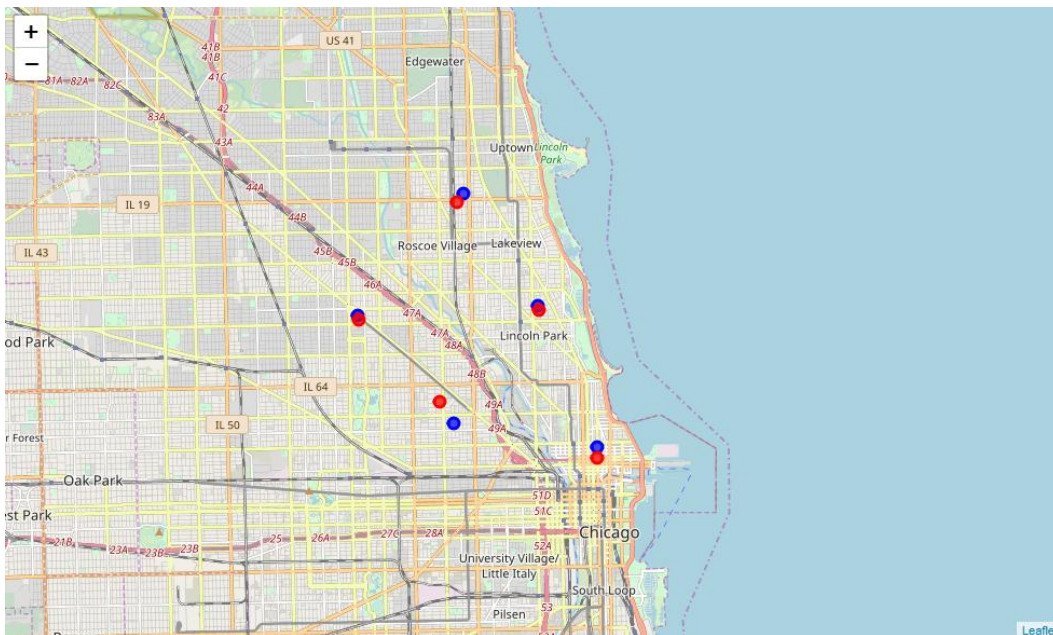 +
−
US 41
41B
41B
Edgewater
41C
81A
82A
82C
42
83A
43A
Uptown
Lincoln
Park
44A
IL 19
44B
Roscoe Village
Lakeview
IL 43
45B
45B
46A
47A
47A
Lincoln Park
od Park
48A
48B
IL 64
49A
IL 50
49A
r Forest
Oak Park
51D
51C
est Park
25
26A
27C
28A
Chicago
21B
23A
23B
23B
52A
University Village/
Little Italy
South Loop
53
Pilsen
Leafle